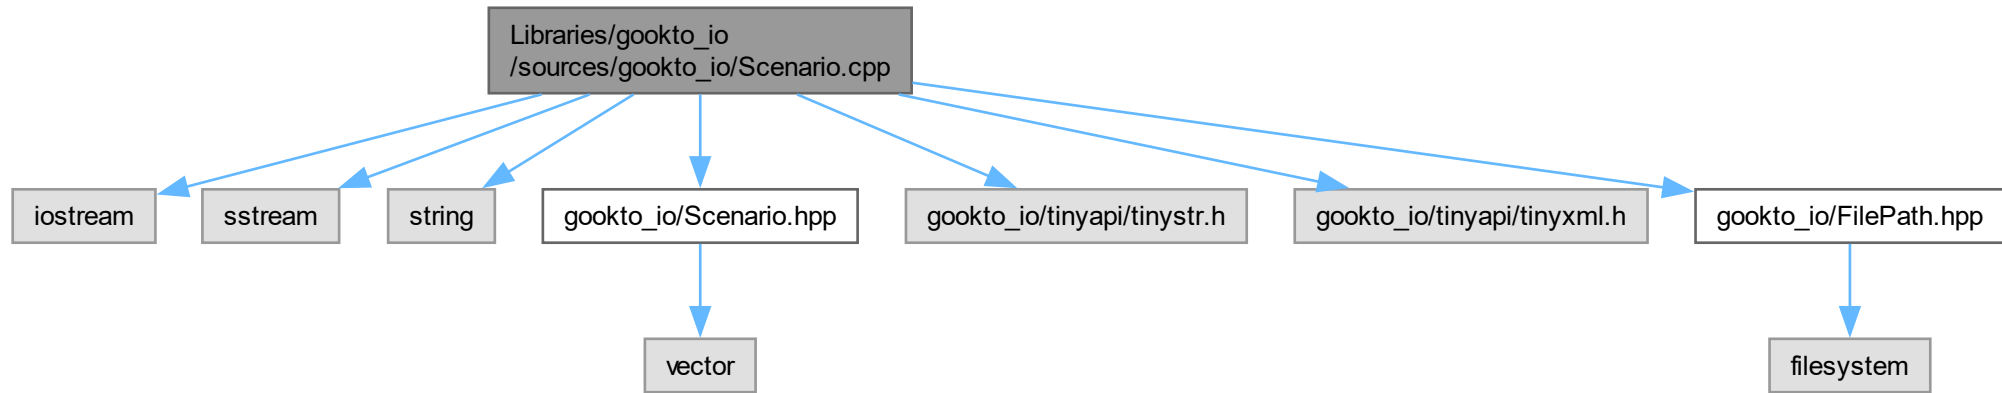 Libraries/gookto_io
/sources/gookto_io/Scenario.cpp
iostream
sstream
string
gookto_io/Scenario.hpp
gookto_io/tinyapi/tinystr.h
gookto_io/tinyapi/tinyxml.h
gookto_io/FilePath.hpp
vector
filesystem